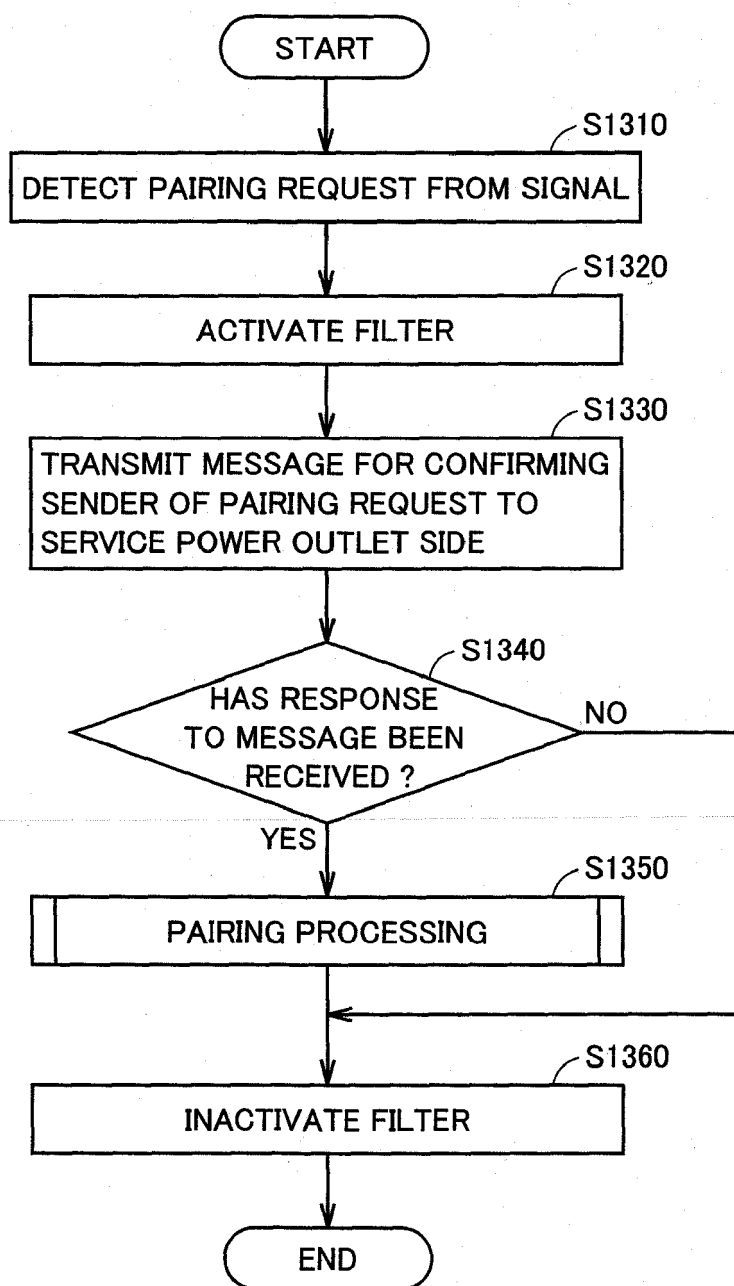 START
S1310
DETECT PAIRING REQUEST FROM SIGNAL
S1320
ACTIVATE FILTER
S1330
TRANSMIT MESSAGE FOR CONFIRMING
SENDER OF PAIRING REQUEST TO
SERVICE POWER OUTLET SIDE
S1340
HAS RESPONSE
TO MESSAGE BEEN
RECEIVED ?
NO
YES
S1350
PAIRING PROCESSING
S1360
INACTIVATE FILTER
END